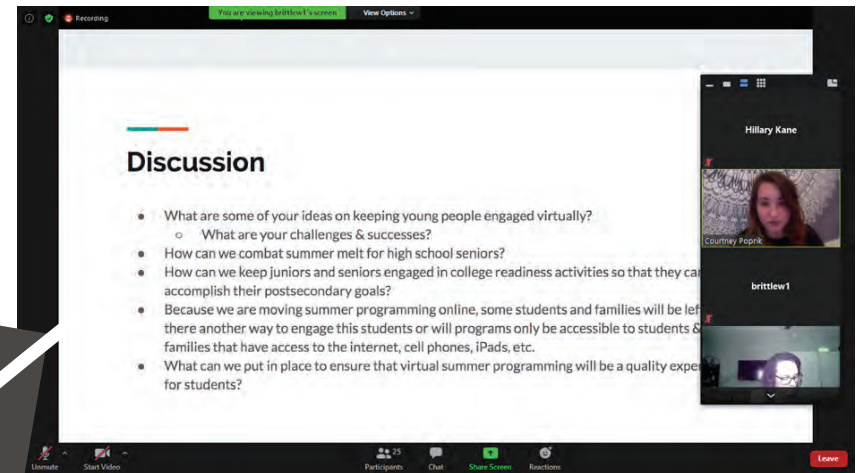 Recording
You are viewing brittlew1's screen
View Options
Discussion
What are some of your ideas on keeping young people engaged virtually?
What are your challenges & successes?
How can we combat summer melt for high school seniors?
How can we keep juniors and seniors engaged in college readiness activities so that they
accomplish their postsecondary goals?
Because we are moving summer programming online, some students and families will be
there another way to engage this students or will programs only be accessible to students &
families that have access to the internet, cell phones, iPads, etc.
What can we put in place to ensure that virtual summer programming will be a quality
for students?
Hillary Kane
Courtney Poprik
brittlew1
Unmute
Start Video
25
Participants
Chat
Share Screen
Reactions
Leave